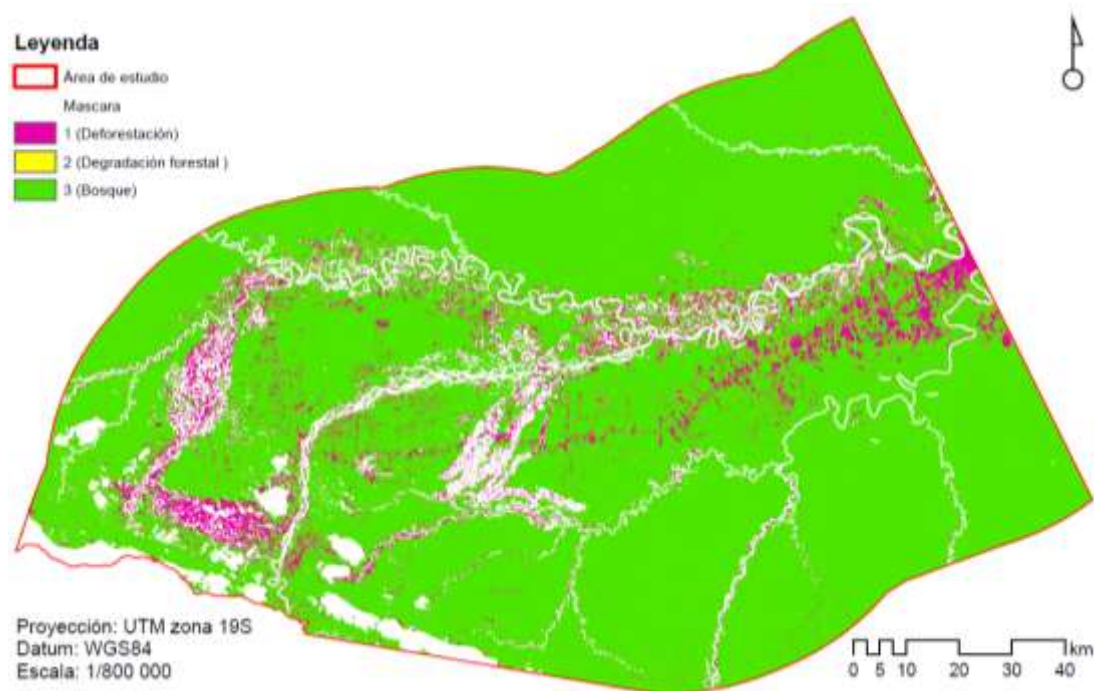 Leyenda
Área de estudio
Mascara
1 (Deforestación)
2 (Degradación forestal )
3 (Bosque)
Proyección: UTM zona 19S
Datum: WGS84
Escala: 1/800 000
km
0 5 10 20 30 40